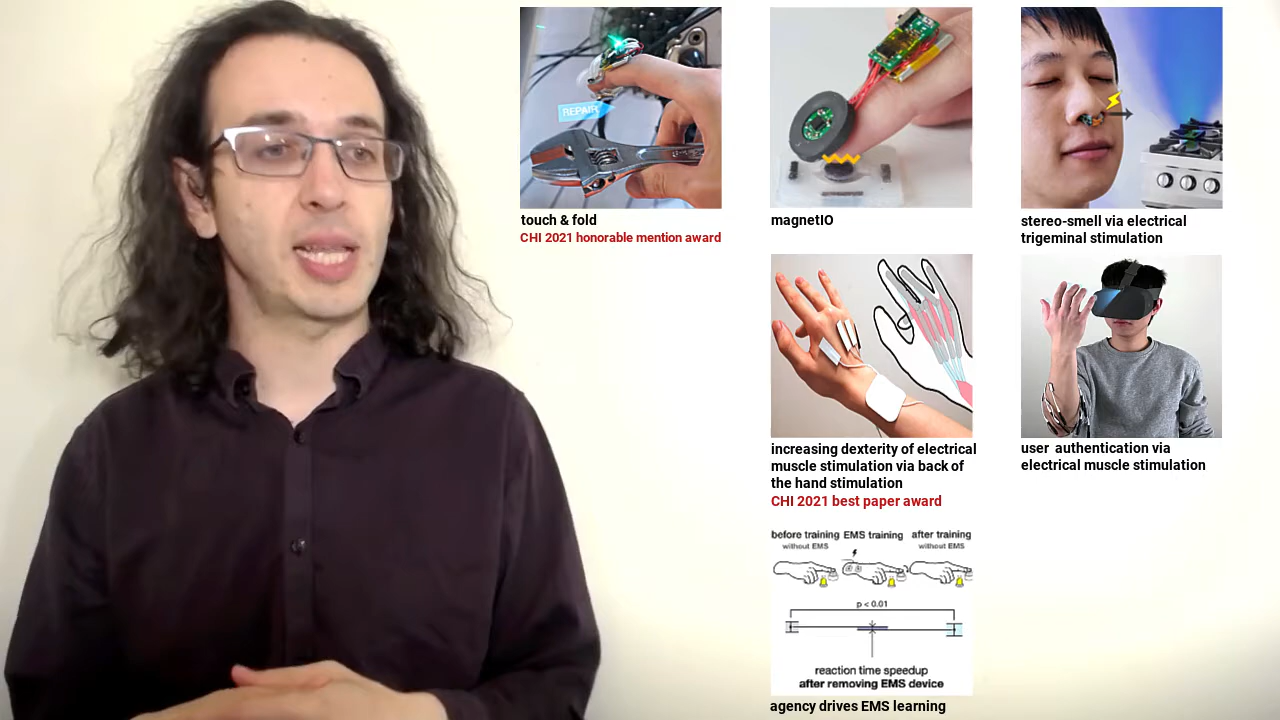 REPAIR
touch & fold
CHI 2021 honorable mention award
magnetIO
stereo-smell via electrical
trigeminal stimulation
increasing dexterity of electrical
muscle stimulation via back of
the hand stimulation
CHI 2021 best paper award
user authentication via
electrical muscle stimulation
before training EMS training after training
without EMS without EMS
p < 0.01
reaction time speedup
after removing EMS device
agency drives EMS learning